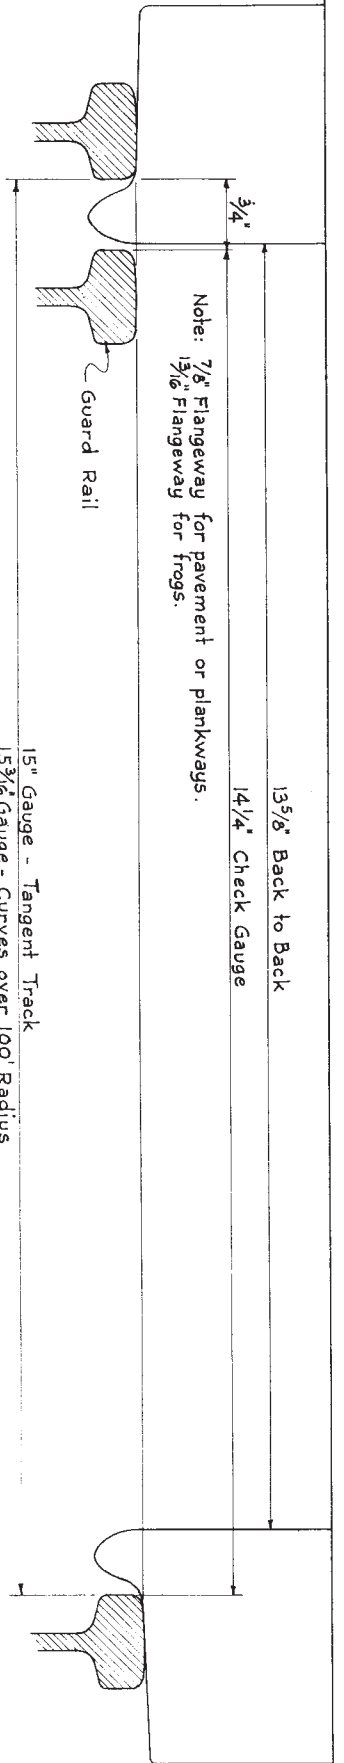 13 5/8" Back to Back
14 1/4" Check Gauge
3/4"
Note: 7/8" Flangeway for pavement or plankways.
13/16" Flangeway for frogs.
Guard Rail
15" Gauge - Tangent Track
15 3/16" Gauge - Curves over 100' Radius